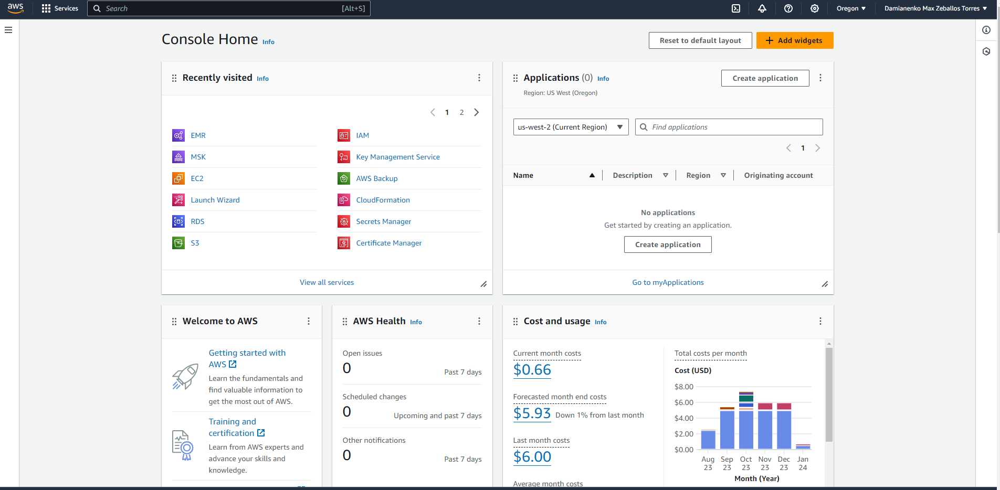 aws
Services
Search
[Alt+S]
Oregon
Damianenko Max Zeballos Torres
Console Home Info
Reset to default layout
Add widgets
Recently visited Info
1 2
EMR
IAM
MSK
Key Management Service
EC2
AWS Backup
Launch Wizard
CloudFormation
RDS
Secrets Manager
S3
Certificate Manager
View all services
Applications (0) Info
Create application
Region: US West (Oregon)
us-west-2 (Current Region)
Find applications
1
Name
Description
Region
Originating account
No applications
Get started by creating an application.
Create application
Go to myApplications
Welcome to AWS
Getting started with
AWS
Learn the fundamentals and
find valuable information to
get the most out of AWS.
Training and
certification
Learn from AWS experts and
advance your skills and
knowledge.
AWS Health Info
Open issues
0
Past 7 days
Scheduled changes
0
Upcoming and past 7 days
Other notifications
0
Past 7 days
Cost and usage Info
Current month costs
$0.66
Forecasted month end costs
$5.93 Down 1% from last month
Last month costs
$6.00
Average month costs
Total costs per month
Cost (USD)
$8.00
$6.00
$4.00
$2.00
$0.00
Aug Sep Oct Nov Dec Jan
23 23 23 23 23 24
Month (Year)